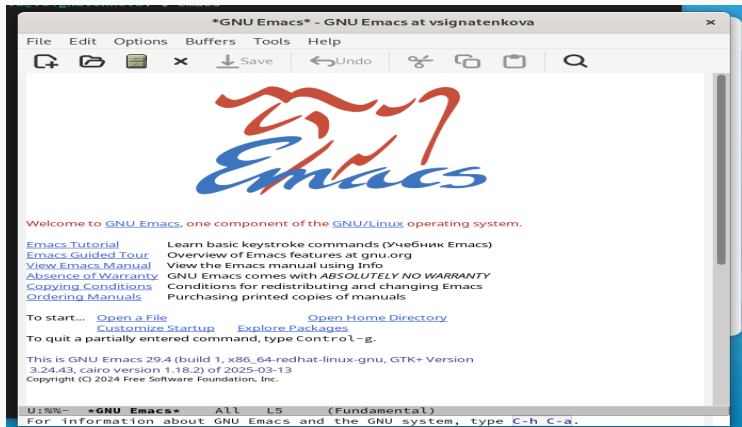 *GNU Emacs* - GNU Emacs at vsignatenkova
File Edit Options Buffers Tools Help
Save Undo
Emacs
Welcome to GNU Emacs, one component of the GNU/Linux operating system.
Emacs Tutorial Learn basic keystroke commands (Учебник Emacs)
Emacs Guided Tour Overview of Emacs features at gnu.org
View Emacs Manual View the Emacs manual using Info
Absence of Warranty GNU Emacs comes with ABSOLUTELY NO WARRANTY
Copying Conditions Conditions for redistributing and changing Emacs
Ordering Manuals Purchasing printed copies of manuals
To start... Open a File Open Home Directory
Customize Startup Explore Packages
To quit a partially entered command, type Control-g.
This is GNU Emacs 29.4 (build 1, x86_64-redhat-linux-gnu, GTK+ Version
3.24.43, cairo version 1.18.2) of 2025-03-13
Copyright (C) 2024 Free Software Foundation, Inc.
U:%%- *GNU Emacs* All L5 (Fundamental)
For information about GNU Emacs and the GNU system, type C-h C-a.